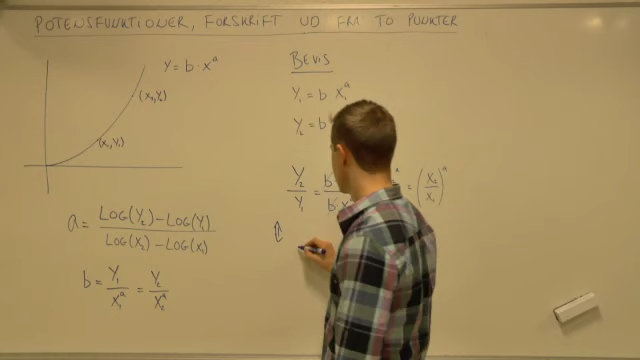 POTENSFUNKTIONER, FORSKRIFT UD FRA TO PUNKTER
y = b · x^a
(x₂, y₂)
(x₁, y₁)
a = LOG(y₂) - LOG(y₁) / LOG(x₂) - LOG(x₁)
b = y₁ / x₁^a = y₂ / x₂^a
BEVIS
y₁ = b x₁^a
y₂ = b
y₂ / y₁ = b / b · x = (x₂ / x₁)^a
⇕